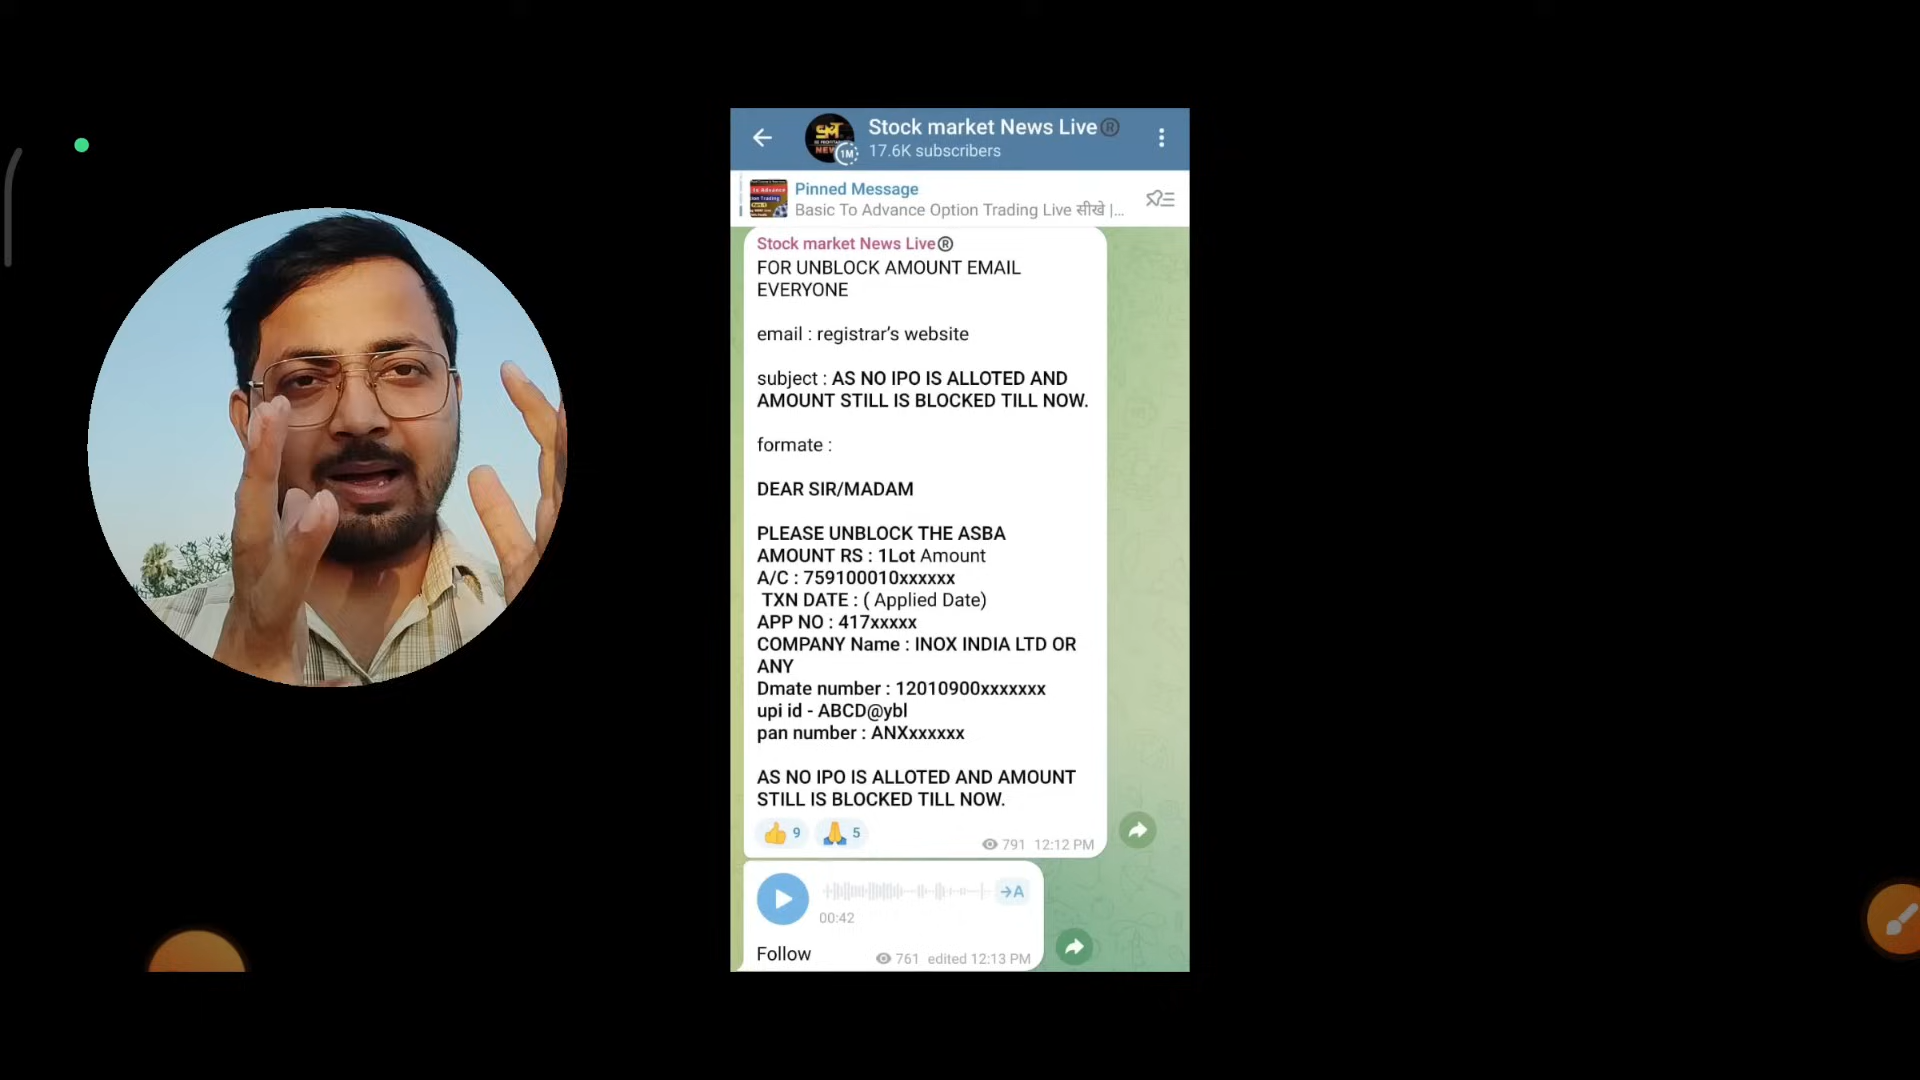 Stock market News Live®
17.6K subscribers
1M
Pinned Message
Basic To Advance Option Trading Live सीखे |...
Stock market News Live®
FOR UNBLOCK AMOUNT EMAIL
EVERYONE
email : registrar's website
subject : AS NO IPO IS ALLOTED AND
AMOUNT STILL IS BLOCKED TILL NOW.
formate :
DEAR SIR/MADAM
PLEASE UNBLOCK THE ASBA
AMOUNT RS : 1Lot Amount
A/C : 759100010xxxxxx
TXN DATE : ( Applied Date)
APP NO : 417xxxxx
COMPANY Name : INOX INDIA LTD OR
ANY
Dmate number : 12010900xxxxxxx
upi id - ABCD@ybl
pan number : ANXxxxxxx
AS NO IPO IS ALLOTED AND AMOUNT
STILL IS BLOCKED TILL NOW.
👍 9 🙏 5
791 12:12 PM
→A
00:42
Follow
761 edited 12:13 PM